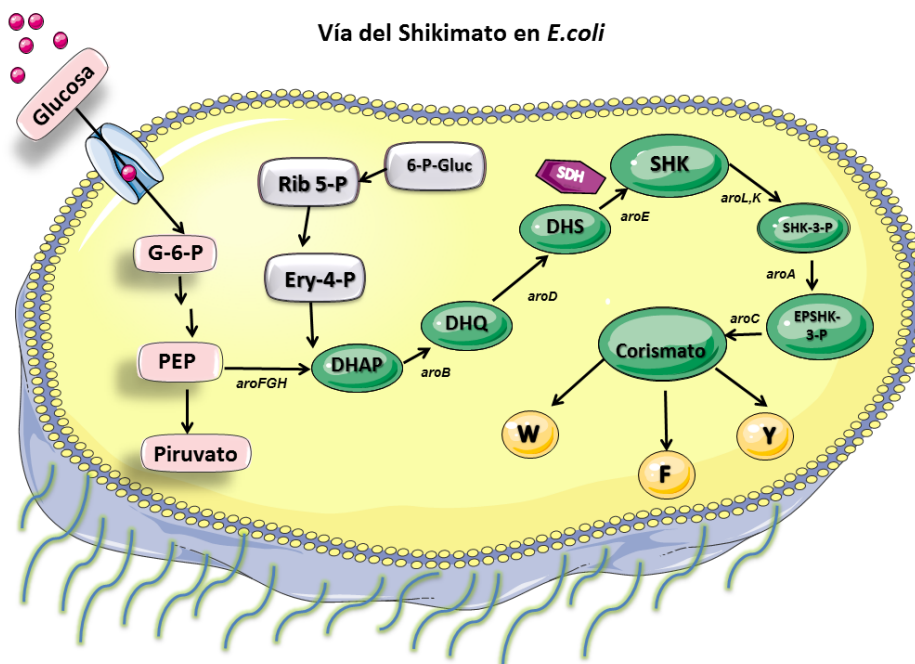 Vía del Shikimato en E.coli
Glucosa
G-6-P
PEP
Piruvato
Rib 5-P
6-P-Gluc
Ery-4-P
aroFGH
DHAP
aroB
DHQ
aroD
DHS
SDH
aroE
SHK
aroL,K
SHK-3-P
aroA
EPSHK-
3-P
aroC
Corismato
W
F
Y